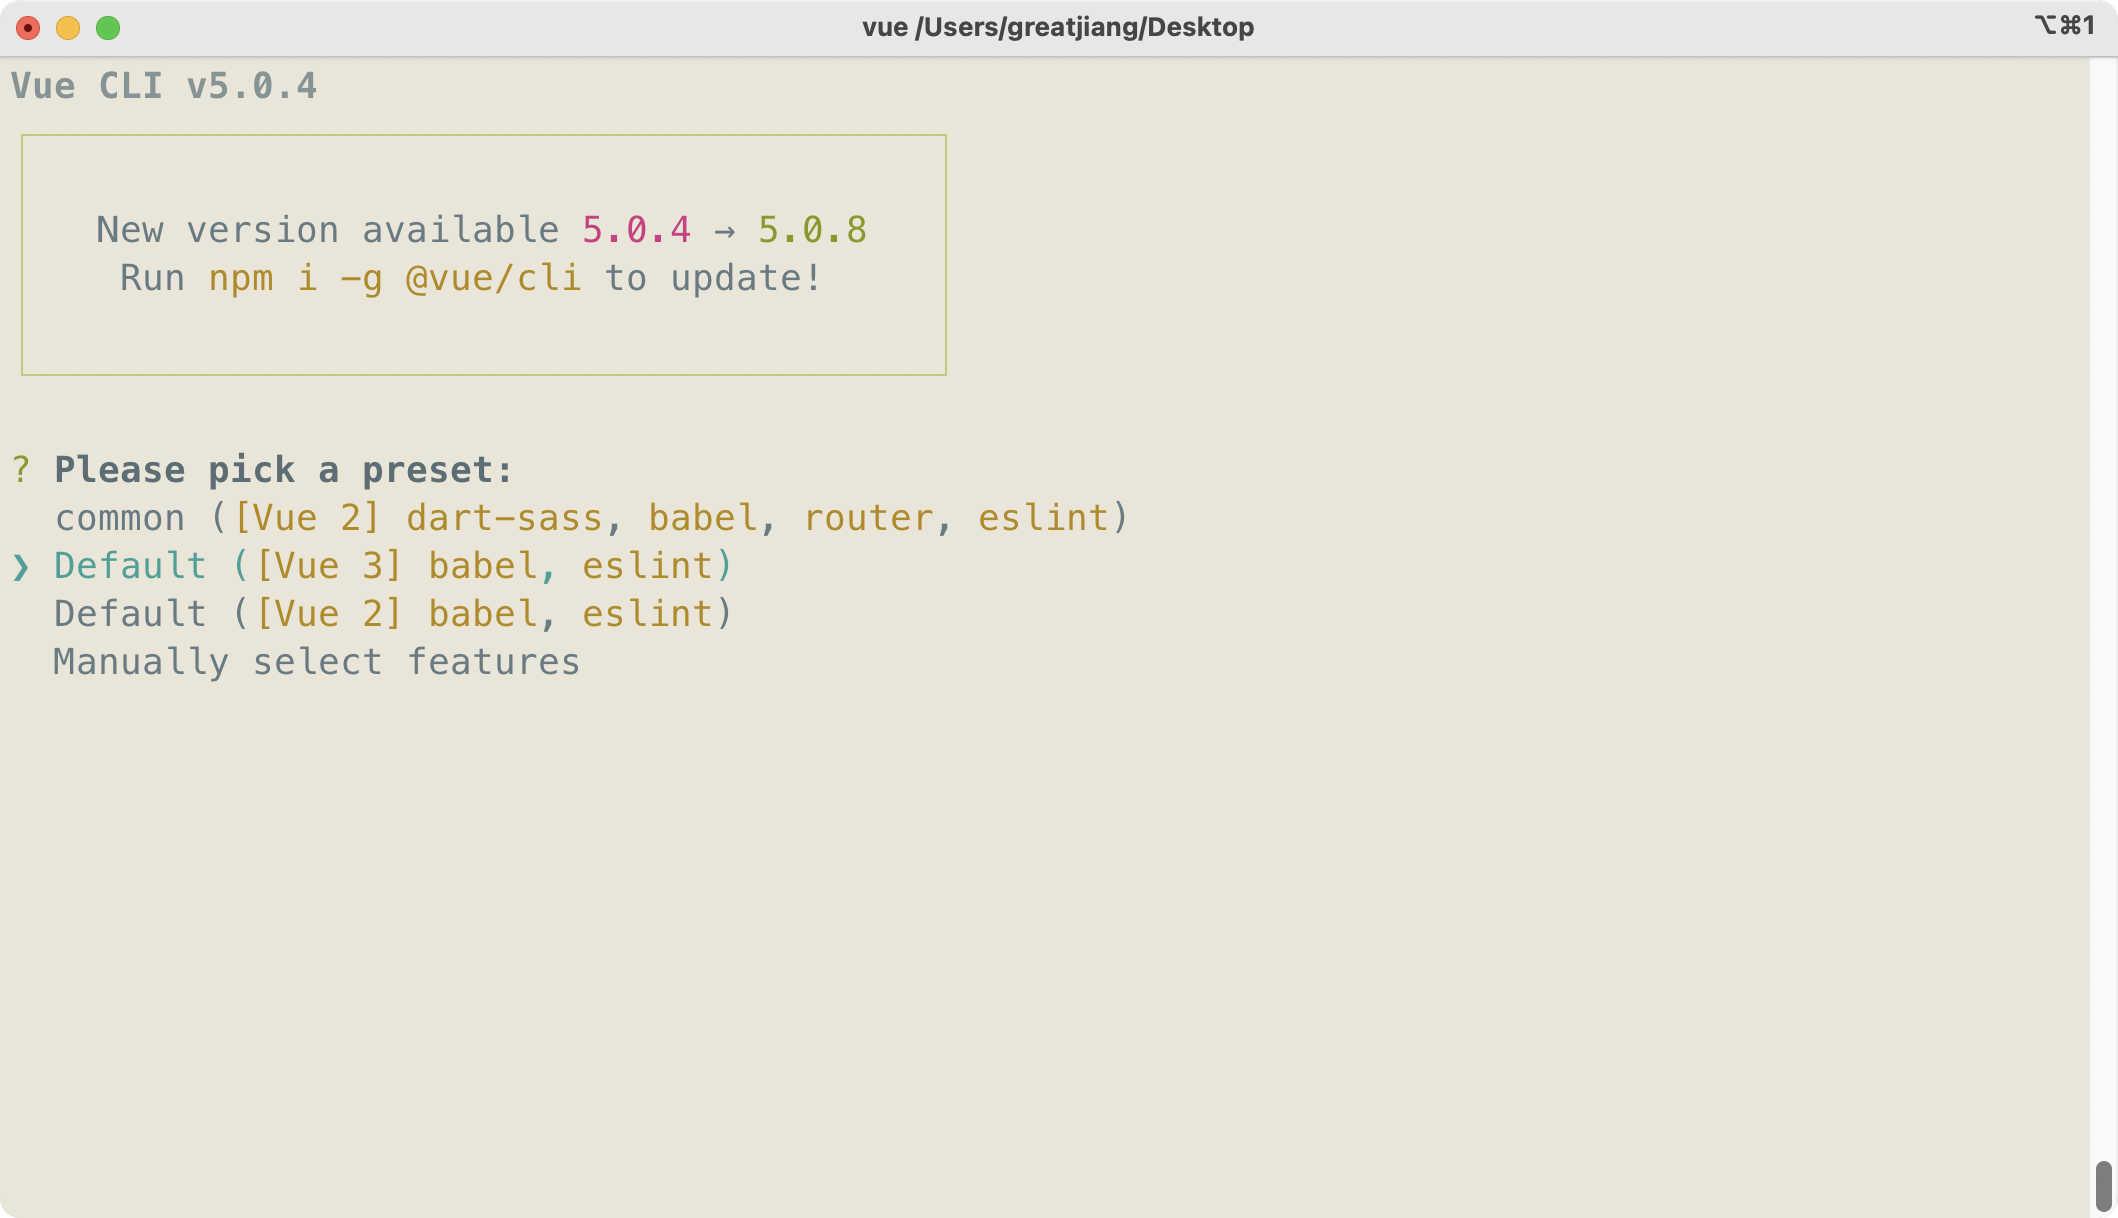 vue /Users/greatjiang/Desktop
⌥⌘1
Vue CLI v5.0.4
New version available 5.0.4 → 5.0.8
Run npm i -g @vue/cli to update!
? Please pick a preset:
common ([Vue 2] dart-sass, babel, router, eslint)
❯ Default ([Vue 3] babel, eslint)
Default ([Vue 2] babel, eslint)
Manually select features